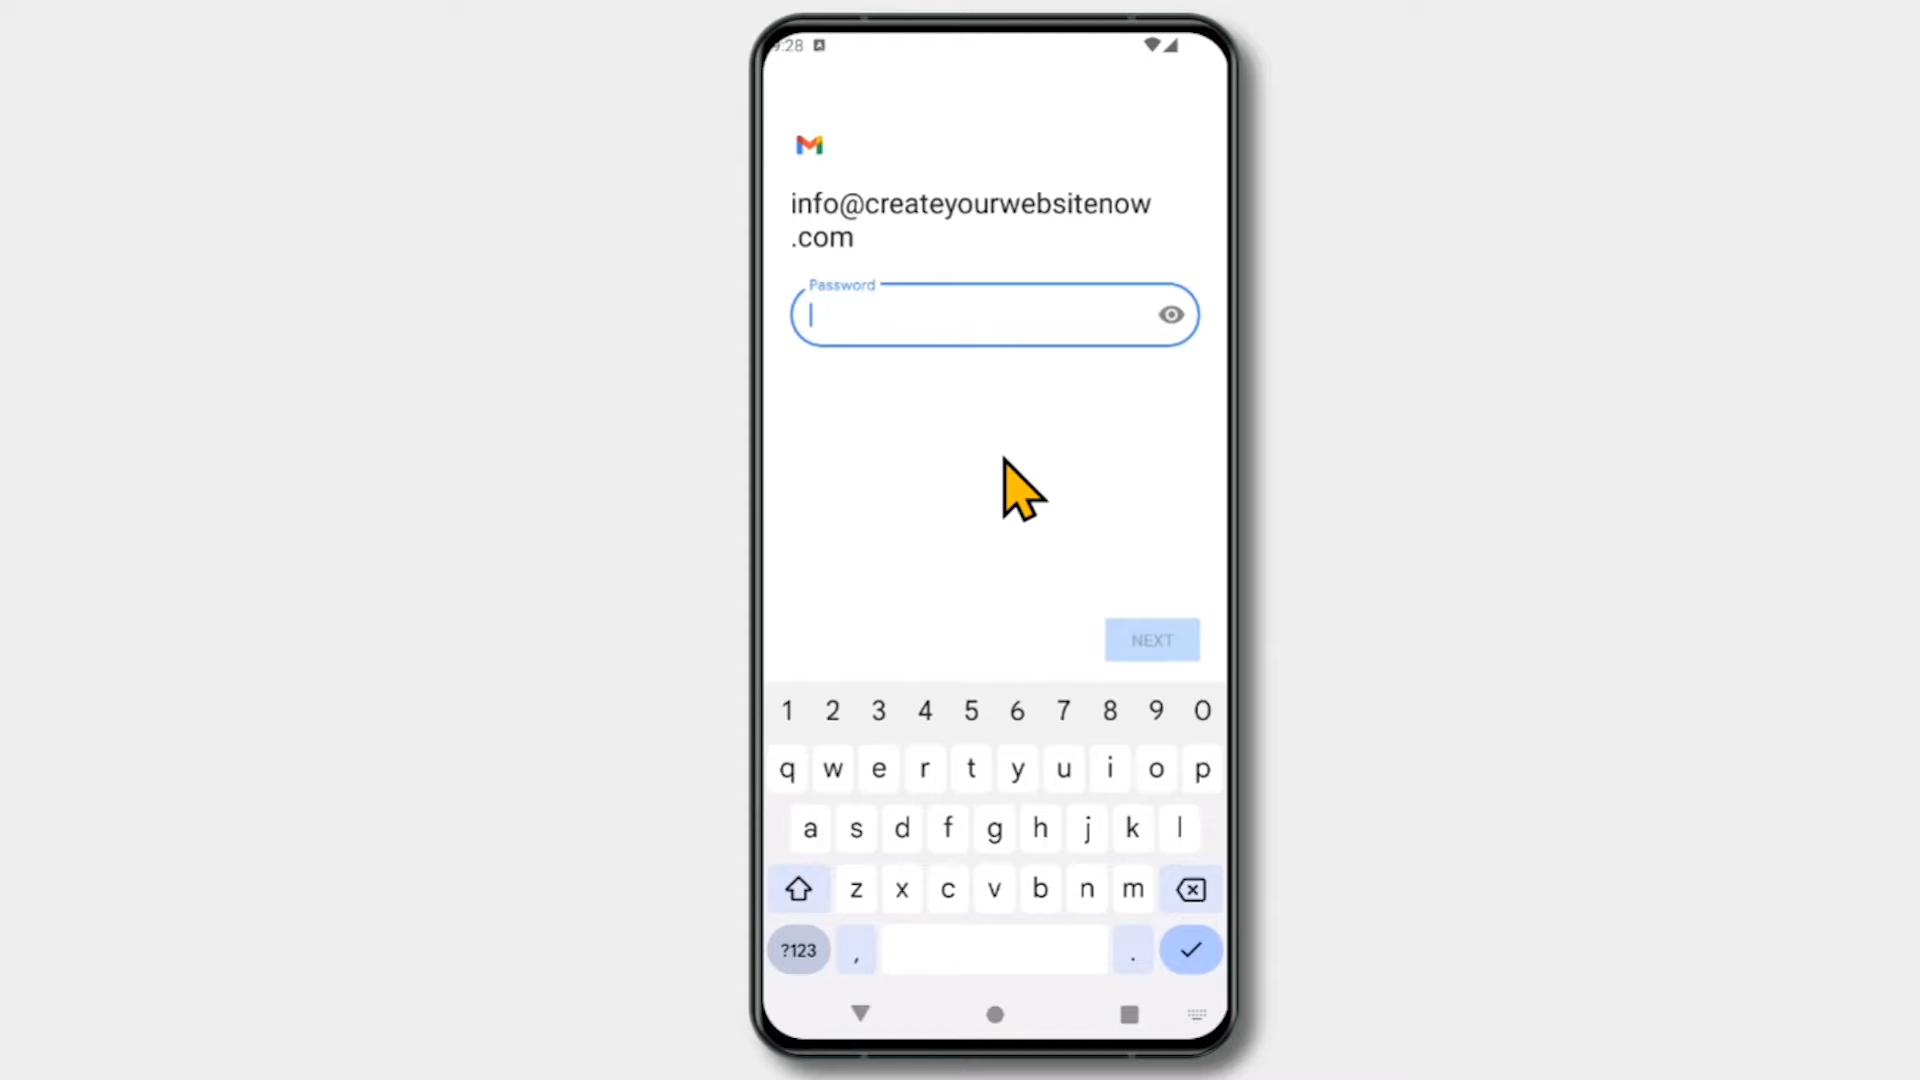 9:28
info@createyourwebsitenow
.com
Password
NEXT
1 2 3 4 5 6 7 8 9 0
q w e r t y u i o p
a s d f g h j k l
z x c v b n m
?123 , .